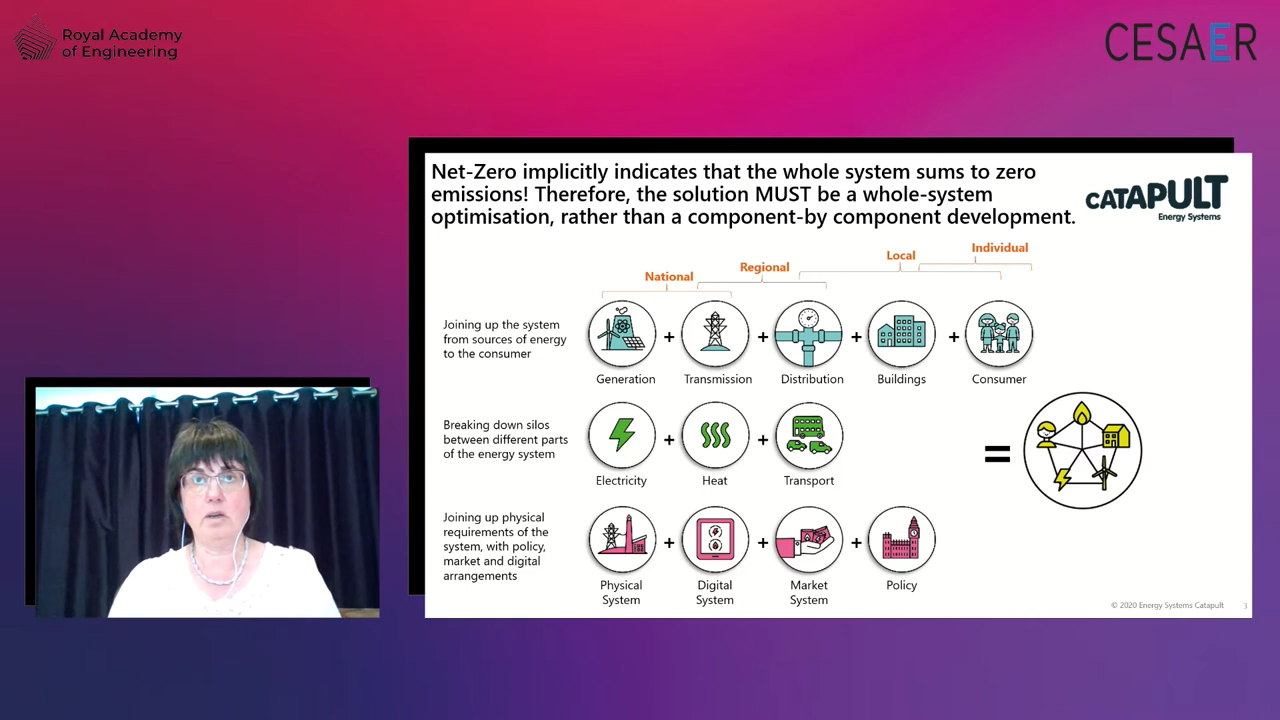 Royal Academy
of Engineering
CESAER
Net-Zero implicitly indicates that the whole system sums to zero
emissions! Therefore, the solution MUST be a whole-system
optimisation, rather than a component-by component development.
CATAPULT
Energy Systems
National
Regional
Local
Individual
Joining up the system
from sources of energy
to the consumer
+
+
+
+
Generation
Transmission
Distribution
Buildings
Consumer
Breaking down silos
between different parts
of the energy system
+
+
Electricity
Heat
Transport
=
Joining up physical
requirements of the
system, with policy,
market and digital
arrangements
+
+
+
Physical
System
Digital
System
Market
System
Policy
© 2020 Energy Systems Catapult
3